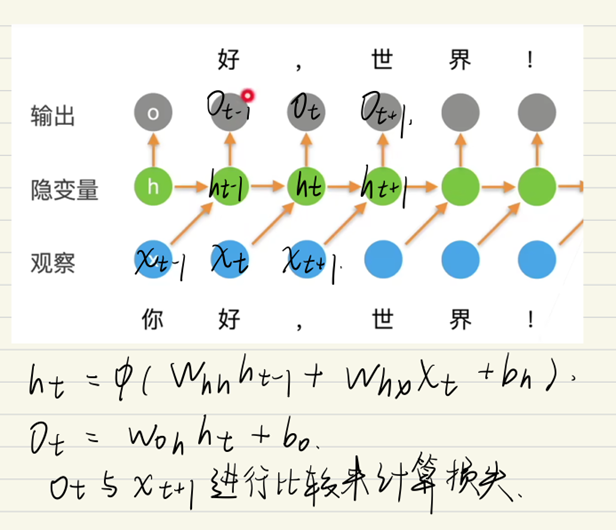 好 , 世 界 !
输出 o O_{t-1} O_t O_{t+1},
隐变量 h h_{t-1} h_t h_{t+1}
观察 x_{t-1} x_t x_{t+1}.
你 好 , 世 界 !
h_t = φ( W_{hh} h_{t-1} + W_{hx} x_t + b_h ).
O_t = W_{oh} h_t + b_o.
O_t 与 x_{t+1} 进行比较来计算损失.